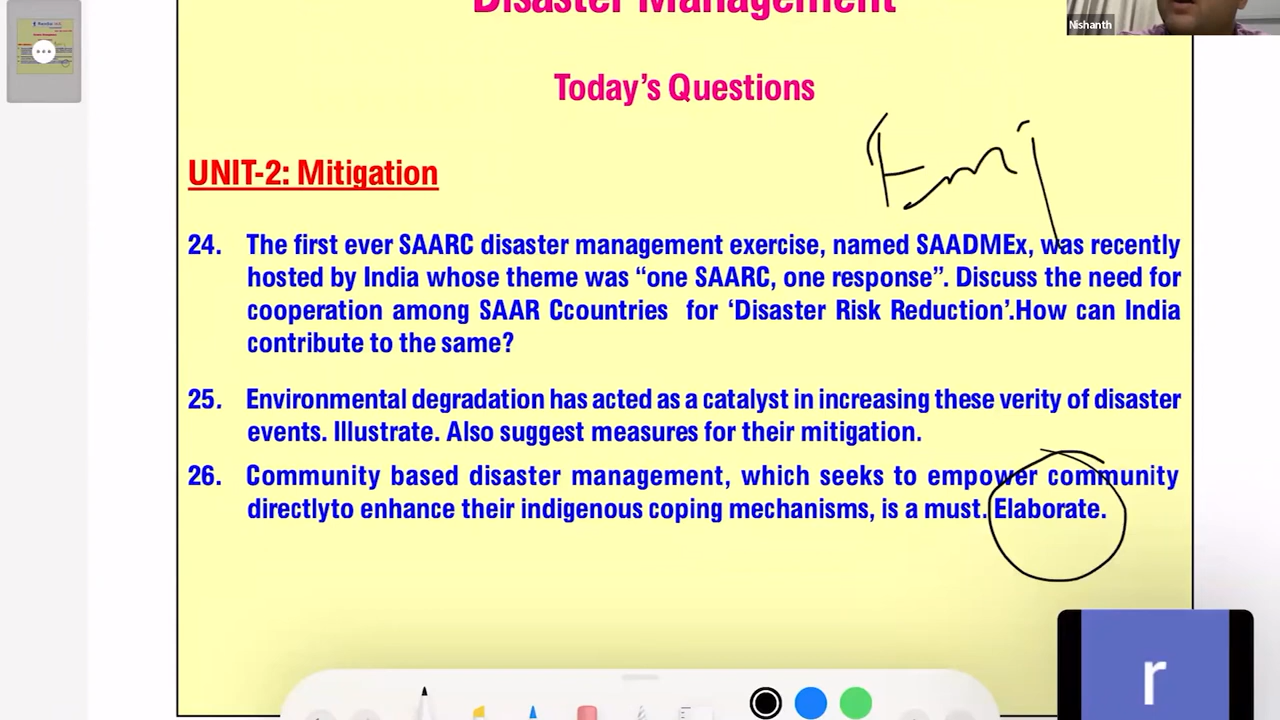 Disaster Management
Nishanth
Today's Questions
UNIT-2: Mitigation
24. The first ever SAARC disaster management exercise, named SAADMEx, was recently
hosted by India whose theme was “one SAARC, one response”. Discuss the need for
cooperation among SAAR Ccountries for ‘Disaster Risk Reduction’.How can India
contribute to the same?
25. Environmental degradation has acted as a catalyst in increasing these verity of disaster
events. Illustrate. Also suggest measures for their mitigation.
26. Community based disaster management, which seeks to empower community
directlyto enhance their indigenous coping mechanisms, is a must. Elaborate.
r